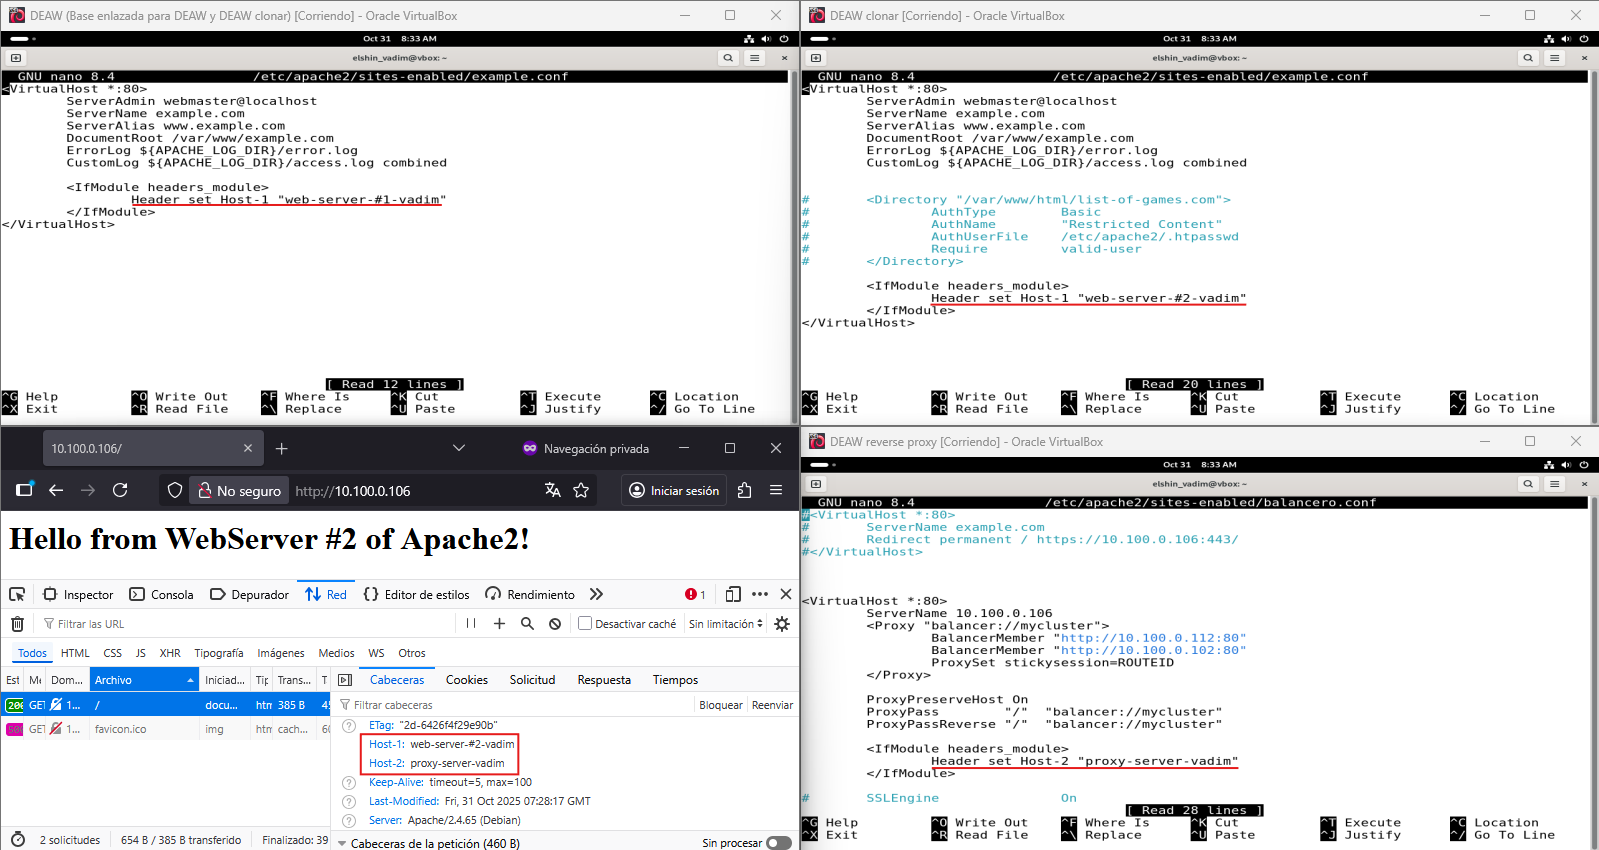 DEAW (Base enlazada para DEAW y DEAW clonar) [Corriendo] - Oracle VirtualBox
Oct 31 8:33 AM
elshin_vadim@vbox: ~
GNU nano 8.4 /etc/apache2/sites-enabled/example.conf
<VirtualHost *:80>
ServerAdmin webmaster@localhost
ServerName example.com
ServerAlias www.example.com
DocumentRoot /var/www/example.com
ErrorLog ${APACHE_LOG_DIR}/error.log
CustomLog ${APACHE_LOG_DIR}/access.log combined
<IfModule headers_module>
Header set Host-1 "web-server-#1-vadim"
</IfModule>
</VirtualHost>
[ Read 12 lines ]
^G Help ^O Write Out ^F Where Is ^K Cut ^T Execute ^C Location
^X Exit ^R Read File ^\ Replace ^U Paste ^J Justify ^/ Go To Line
DEAW clonar [Corriendo] - Oracle VirtualBox
Oct 31 8:33 AM
elshin_vadim@vbox: ~
GNU nano 8.4 /etc/apache2/sites-enabled/example.conf
<VirtualHost *:80>
ServerAdmin webmaster@localhost
ServerName example.com
ServerAlias www.example.com
DocumentRoot /var/www/example.com
ErrorLog ${APACHE_LOG_DIR}/error.log
CustomLog ${APACHE_LOG_DIR}/access.log combined
# <Directory "/var/www/html/list-of-games.com">
# AuthType Basic
# AuthName "Restricted Content"
# AuthUserFile /etc/apache2/.htpasswd
# Require valid-user
# </Directory>
<IfModule headers_module>
Header set Host-1 "web-server-#2-vadim"
</IfModule>
</VirtualHost>
[ Read 20 lines ]
^G Help ^O Write Out ^F Where Is ^K Cut ^T Execute ^C Location
^X Exit ^R Read File ^\ Replace ^U Paste ^J Justify ^/ Go To Line
10.100.0.106/
Navegación privada
No seguro http://10.100.0.106 Iniciar sesión
Hello from WebServer #2 of Apache2!
Inspector Consola Depurador Red Editor de estilos Rendimiento 1
Filtrar las URL Desactivar caché Sin limitación
Todos HTML CSS JS XHR Tipografía Imágenes Medios WS Otros
Est Me Dom... Archivo Iniciad... Tip Trans... T
200 GET 1... / docu... htm 385 B 45
GET 1... favicon.ico img htm cach... 60
Cabeceras Cookies Solicitud Respuesta Tiempos
Filtrar cabeceras Bloquear Reenviar
ETag: "2d-6426f4f29e90b"
Host-1: web-server-#2-vadim
Host-2: proxy-server-vadim
Keep-Alive: timeout=5, max=100
Last-Modified: Fri, 31 Oct 2025 07:28:17 GMT
Server: Apache/2.4.65 (Debian)
Cabeceras de la petición (460 B) Sin procesar
2 solicitudes 654 B / 385 B transferido Finalizado: 39
DEAW reverse proxy [Corriendo] - Oracle VirtualBox
Oct 31 8:33 AM
elshin_vadim@vbox: ~
GNU nano 8.4 /etc/apache2/sites-enabled/balancero.conf
#<VirtualHost *:80>
# ServerName example.com
# Redirect permanent / https://10.100.0.106:443/
#</VirtualHost>
<VirtualHost *:80>
ServerName 10.100.0.106
<Proxy "balancer://mycluster">
BalancerMember "http://10.100.0.112:80"
BalancerMember "http://10.100.0.102:80"
ProxySet stickysession=ROUTEID
</Proxy>
ProxyPreserveHost On
ProxyPass "/" "balancer://mycluster"
ProxyPassReverse "/" "balancer://mycluster"
<IfModule headers_module>
Header set Host-2 "proxy-server-vadim"
</IfModule>
# SSLEngine On
[ Read 28 lines ]
^G Help ^O Write Out ^F Where Is ^K Cut ^T Execute ^C Location
^X Exit ^R Read File ^\ Replace ^U Paste ^J Justify ^/ Go To Line